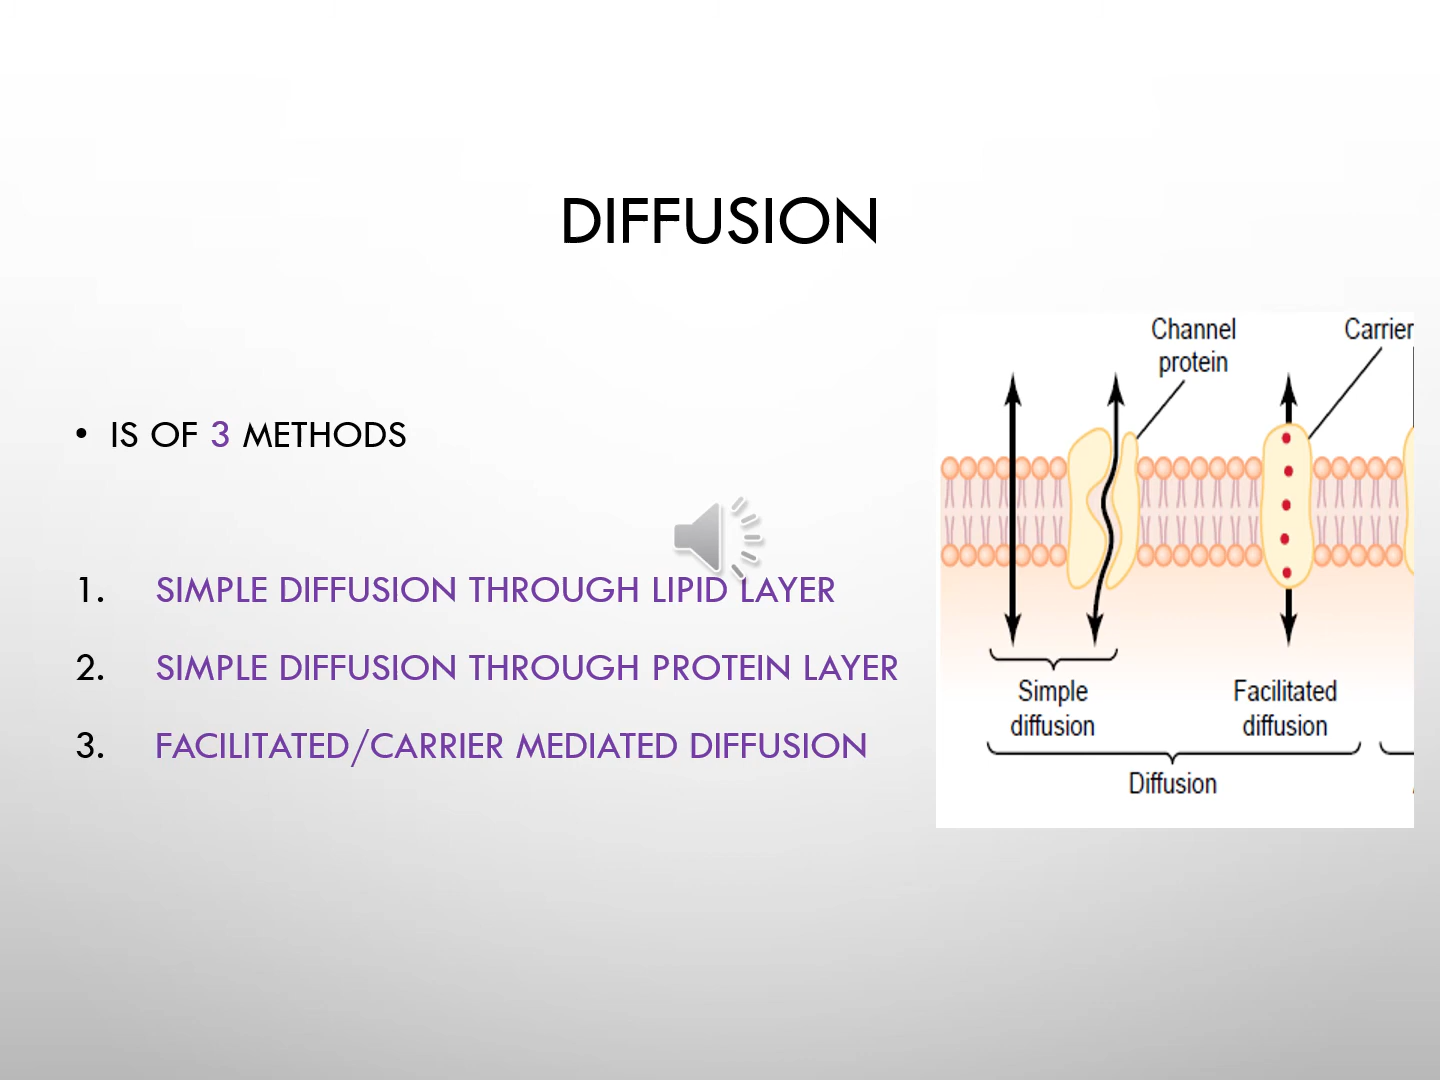 DIFFUSION
• IS OF 3 METHODS
1. SIMPLE DIFFUSION THROUGH LIPID LAYER
2. SIMPLE DIFFUSION THROUGH PROTEIN LAYER
3. FACILITATED/CARRIER MEDIATED DIFFUSION
Channel
protein
Carrier
Simple
diffusion
Facilitated
diffusion
Diffusion